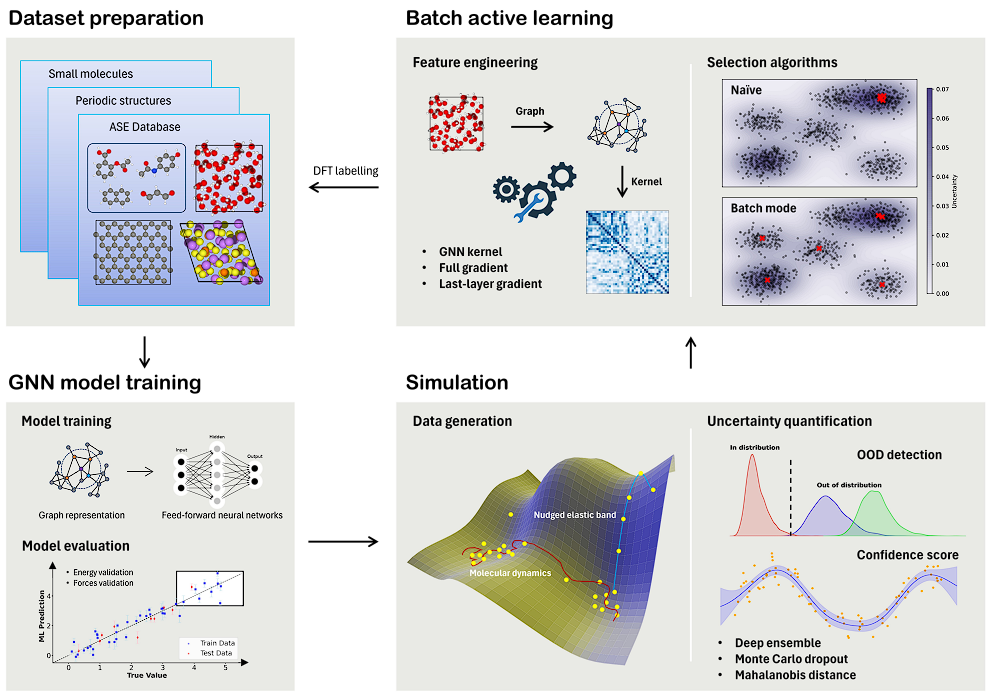 Dataset preparation
Small molecules
Periodic structures
ASE Database
DFT labelling
Batch active learning
Feature engineering
Graph
Kernel
• GNN kernel
• Full gradient
• Last-layer gradient
Selection algorithms
Naïve
Batch mode
0.07
0.06
0.05
0.04
0.03
0.02
0.01
0.00
Uncertainty
GNN model training
Model training
Input
Hidden
Output
Graph representation
Feed-forward neural networks
Model evaluation
• Energy validation
• Forces validation
ML Prediction
4
2
0
0 1 2 3 4 5
True Value
Train Data
Test Data
Simulation
Data generation
Nudged elastic band
Molecular dynamics
Uncertainty quantification
In distribution
OOD detection
Out of distribution
Confidence score
• Deep ensemble
• Monte Carlo dropout
• Mahalanobis distance